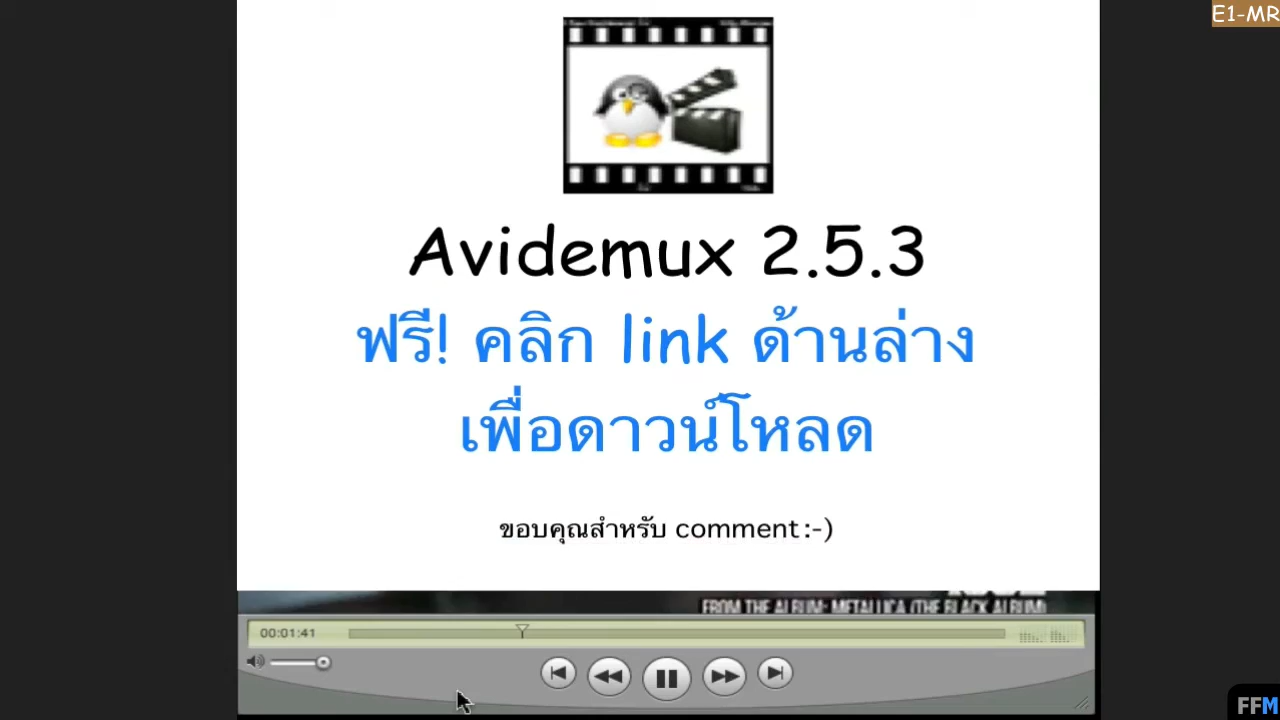 E1-MR
Avidemux 2.5.3
ฟรี! คลิก link ด้านล่าง
เพื่อดาวน์โหลด
ขอบคุณสำหรับ comment :-)
FROM THE ALBUM: METALLICA (THE BLACK ALBUM)
00:01:41
FFM